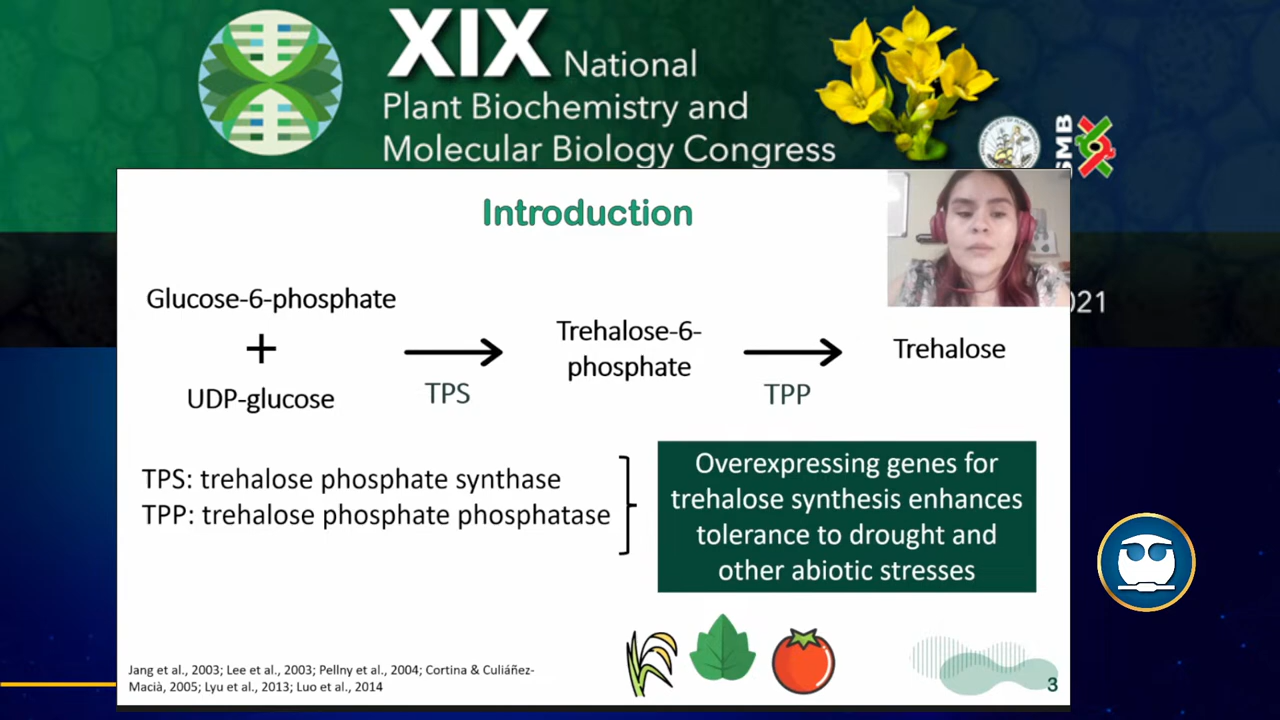 XIX National
Plant Biochemistry and
Molecular Biology Congress
SMB
021
Introduction
Glucose-6-phosphate
+
UDP-glucose
TPS
Trehalose-6-
phosphate
TPP
Trehalose
TPS: trehalose phosphate synthase
TPP: trehalose phosphate phosphatase
Overexpressing genes for
trehalose synthesis enhances
tolerance to drought and
other abiotic stresses
Jang et al., 2003; Lee et al., 2003; Pellny et al., 2004; Cortina & Culiáñez-
Macià, 2005; Lyu et al., 2013; Luo et al., 2014
3